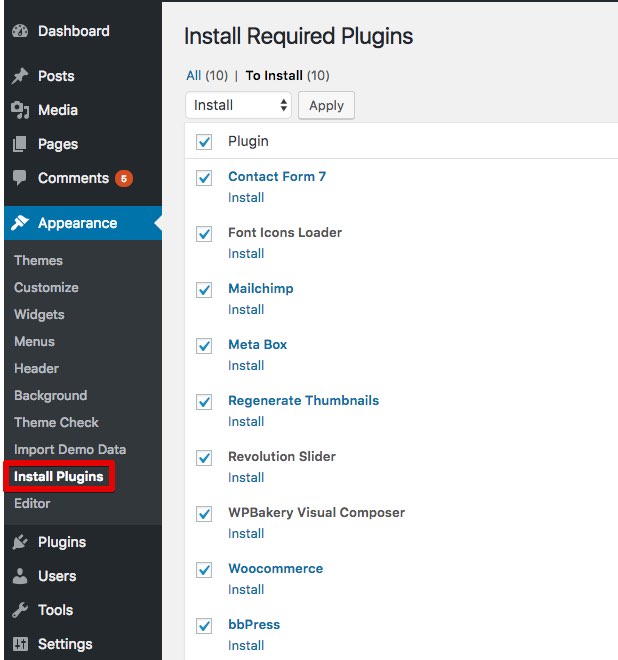 Dashboard
Posts
Media
Pages
Comments 5
Appearance
Themes
Customize
Widgets
Menus
Header
Background
Theme Check
Import Demo Data
Install Plugins
Editor
Plugins
Users
Tools
Settings
Install Required Plugins
All (10) | To Install (10)
Install Apply
Plugin
Contact Form 7
Install
Font Icons Loader
Install
Mailchimp
Install
Meta Box
Install
Regenerate Thumbnails
Install
Revolution Slider
Install
WPBakery Visual Composer
Install
Woocommerce
Install
bbPress
Install